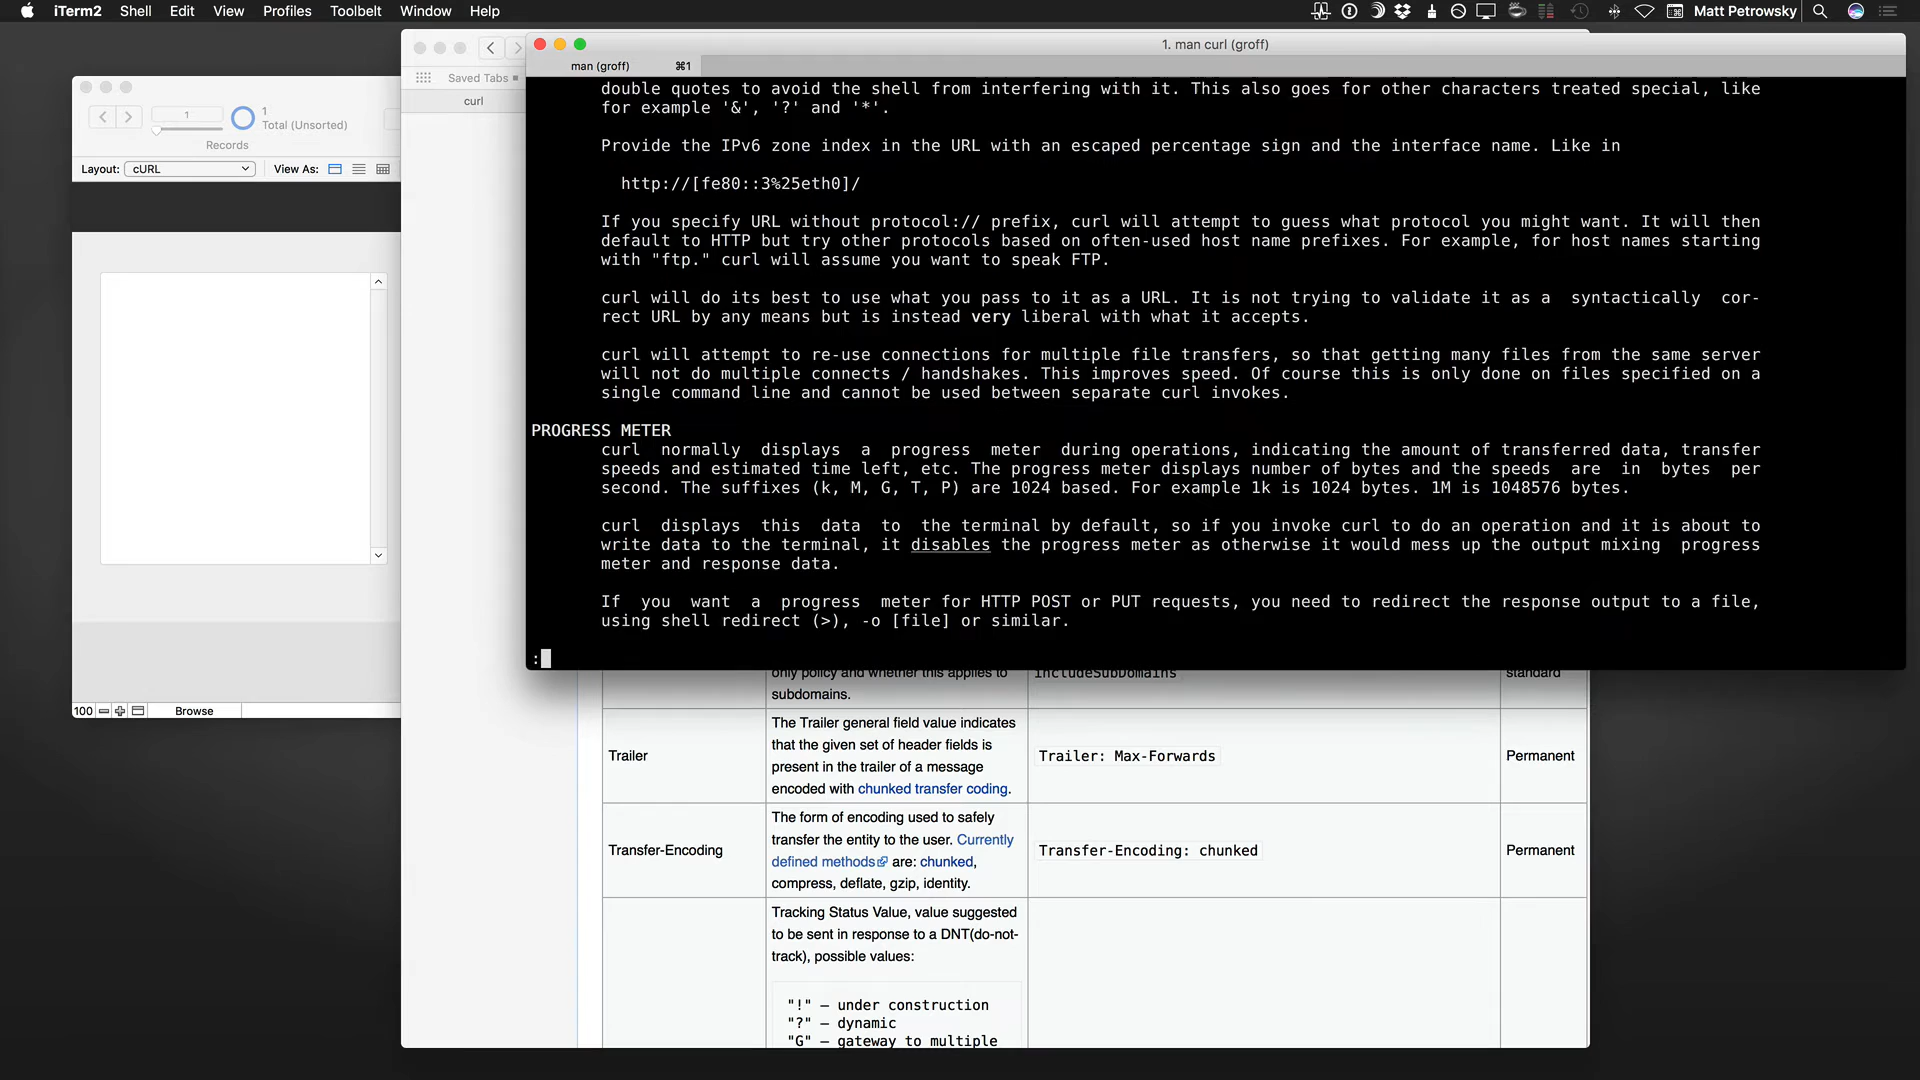 iTerm2 Shell Edit View Profiles Toolbelt Window Help Matt Petrowsky
1. man curl (groff)
man (groff) ⌘1
Saved Tabs
curl
1
1
Total (Unsorted)
Records
Layout: cURL View As:
100 Browse
double quotes to avoid the shell from interfering with it. This also goes for other characters treated special, like
for example '&', '?' and '*'.
Provide the IPv6 zone index in the URL with an escaped percentage sign and the interface name. Like in
http://[fe80::3%25eth0]/
If you specify URL without protocol:// prefix, curl will attempt to guess what protocol you might want. It will then
default to HTTP but try other protocols based on often-used host name prefixes. For example, for host names starting
with "ftp." curl will assume you want to speak FTP.
curl will do its best to use what you pass to it as a URL. It is not trying to validate it as a syntactically cor-
rect URL by any means but is instead very liberal with what it accepts.
curl will attempt to re-use connections for multiple file transfers, so that getting many files from the same server
will not do multiple connects / handshakes. This improves speed. Of course this is only done on files specified on a
single command line and cannot be used between separate curl invokes.
PROGRESS METER
curl normally displays a progress meter during operations, indicating the amount of transferred data, transfer
speeds and estimated time left, etc. The progress meter displays number of bytes and the speeds are in bytes per
second. The suffixes (k, M, G, T, P) are 1024 based. For example 1k is 1024 bytes. 1M is 1048576 bytes.
curl displays this data to the terminal by default, so if you invoke curl to do an operation and it is about to
write data to the terminal, it disables the progress meter as otherwise it would mess up the output mixing progress
meter and response data.
If you want a progress meter for HTTP POST or PUT requests, you need to redirect the response output to a file,
using shell redirect (>), -o [file] or similar.
:
only policy and whether this applies to
subdomains.
includeSubDomains
standard
Trailer
The Trailer general field value indicates
that the given set of header fields is
present in the trailer of a message
encoded with chunked transfer coding.
Trailer: Max-Forwards
Permanent
Transfer-Encoding
The form of encoding used to safely
transfer the entity to the user. Currently
defined methods are: chunked,
compress, deflate, gzip, identity.
Transfer-Encoding: chunked
Permanent
Tracking Status Value, value suggested
to be sent in response to a DNT(do-not-
track), possible values:
"!" — under construction
"?" — dynamic
"G" — gateway to multiple